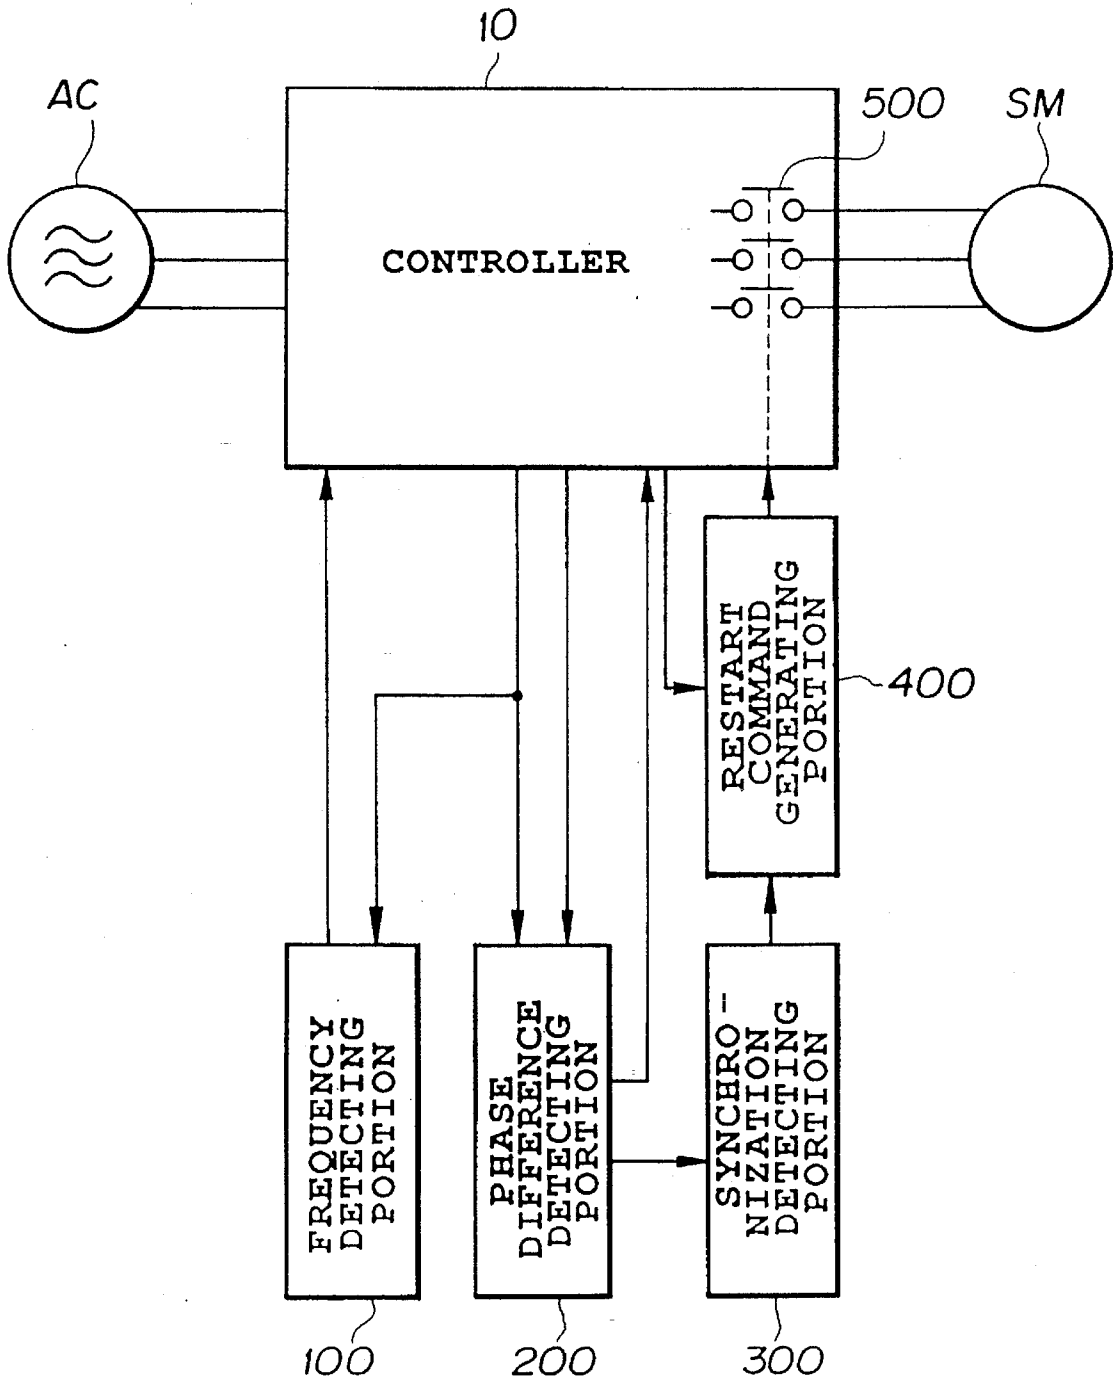 10
AC
500
SM
CONTROLLER
RESTART
COMMAND
GENERATING
PORTION
400
FREQUENCY
DETECTING
PORTION
PHASE
DIFFERENCE
DETECTING
PORTION
SYNCHRO-
NIZATION
DETECTING
PORTION
100
200
300